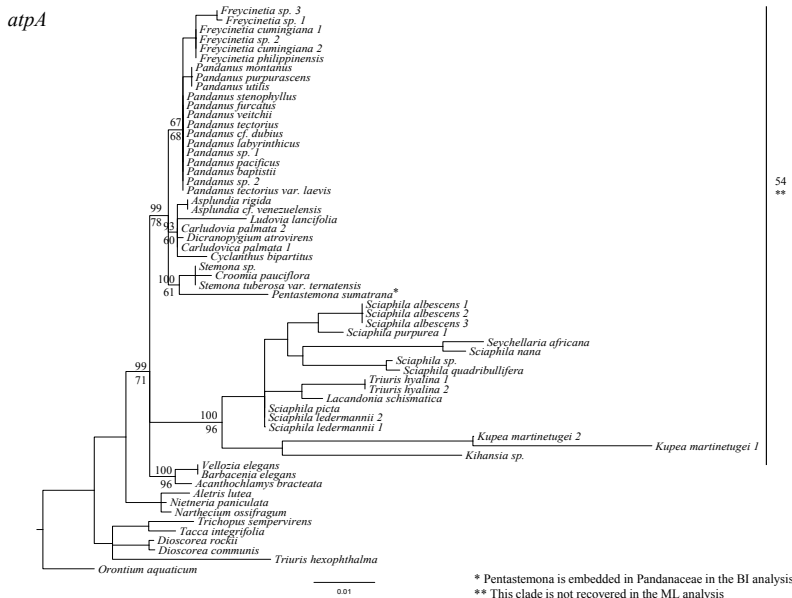 atpA
Freycinetia sp. 3
Freycinetia sp. 1
Freycinetia cumingiana 1
Freycinetia sp. 2
Freycinetia cumingiana 2
Freycinetia philippinensis
Pandanus montanus
Pandanus purpurascens
Pandanus utilis
Pandanus stenophyllus
Pandanus furcatus
Pandanus veitchii
67
Pandanus tectorius
68
Pandanus cf. dubius
Pandanus labyrinthicus
Pandanus sp. 1
Pandanus pacificus
Pandanus baptistii
Pandanus sp. 2
54
**
Pandanus tectorius var. laevis
Asplundia rigida
99
Asplundia cf. venezuelensis
78
Ludovia lancifolia
93
Carludovica palmata 2
60
Dicranopygium atrovirens
Carludovica palmata 1
Cyclanthus bipartitus
Stemona sp.
100
Croomia pauciflora
61
Stemona tuberosa var. ternatensis
Pentastemona sumatrana*
Sciaphila albescens 1
Sciaphila albescens 2
Sciaphila albescens 3
Sciaphila purpurea 1
Seychellaria africana
Sciaphila nana
99
71
Sciaphila sp.
Sciaphila quadribullifera
Triuris hyalina 1
Triuris hyalina 2
Lacandonia schismatica
100
96
Sciaphila picta
Sciaphila ledermannii 2
Sciaphila ledermannii 1
Kupea martinetugei 2
Kupea martinetugei 1
Kihansia sp.
100
96
Vellozia elegans
Barbacenia elegans
Acanthochlamys bracteata
Aletris lutea
Nietneria paniculata
Narthecium ossifragum
Trichopus sempervirens
Tacca integrifolia
Dioscorea rockii
Dioscorea communis
Triuris hexophthalma
Orontium aquaticum
0.01
* Pentastemona is embedded in Pandanaceae in the BI analysis
** This clade is not recovered in the ML analysis